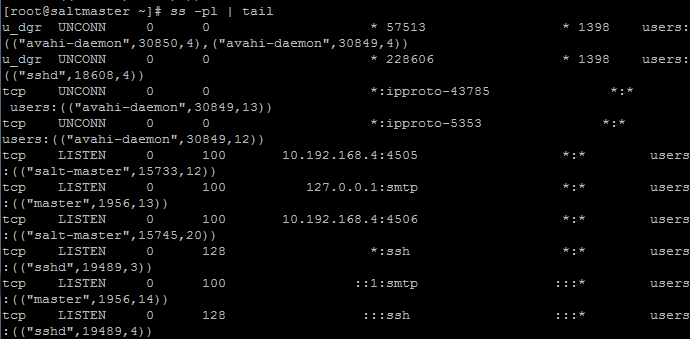 [root@saltmaster ~]# ss -pl | tail
u_dgr  UNCONN     0      0                    * 57513                 * 1398     users:
(("avahi-daemon",30850,4),("avahi-daemon",30849,4))
u_dgr  UNCONN     0      0                    * 228606                * 1398     users:
(("sshd",18608,4))
tcp    UNCONN     0      0                    *:ipproto-43785               *:*
 users:(("avahi-daemon",30849,13))
tcp    UNCONN     0      0                    *:ipproto-5353               *:*
users:(("avahi-daemon",30849,12))
tcp    LISTEN     0      100       10.192.168.4:4505                  *:*        users
:(("salt-master",15733,12))
tcp    LISTEN     0      100          127.0.0.1:smtp                  *:*        users
:(("master",1956,13))
tcp    LISTEN     0      100       10.192.168.4:4506                  *:*        users
:(("salt-master",15745,20))
tcp    LISTEN     0      128                  *:ssh                   *:*        users
:(("sshd",19489,3))
tcp    LISTEN     0      100                ::1:smtp                 :::*        users
:(("master",1956,14))
tcp    LISTEN     0      128                 :::ssh                  :::*        users
:(("sshd",19489,4))